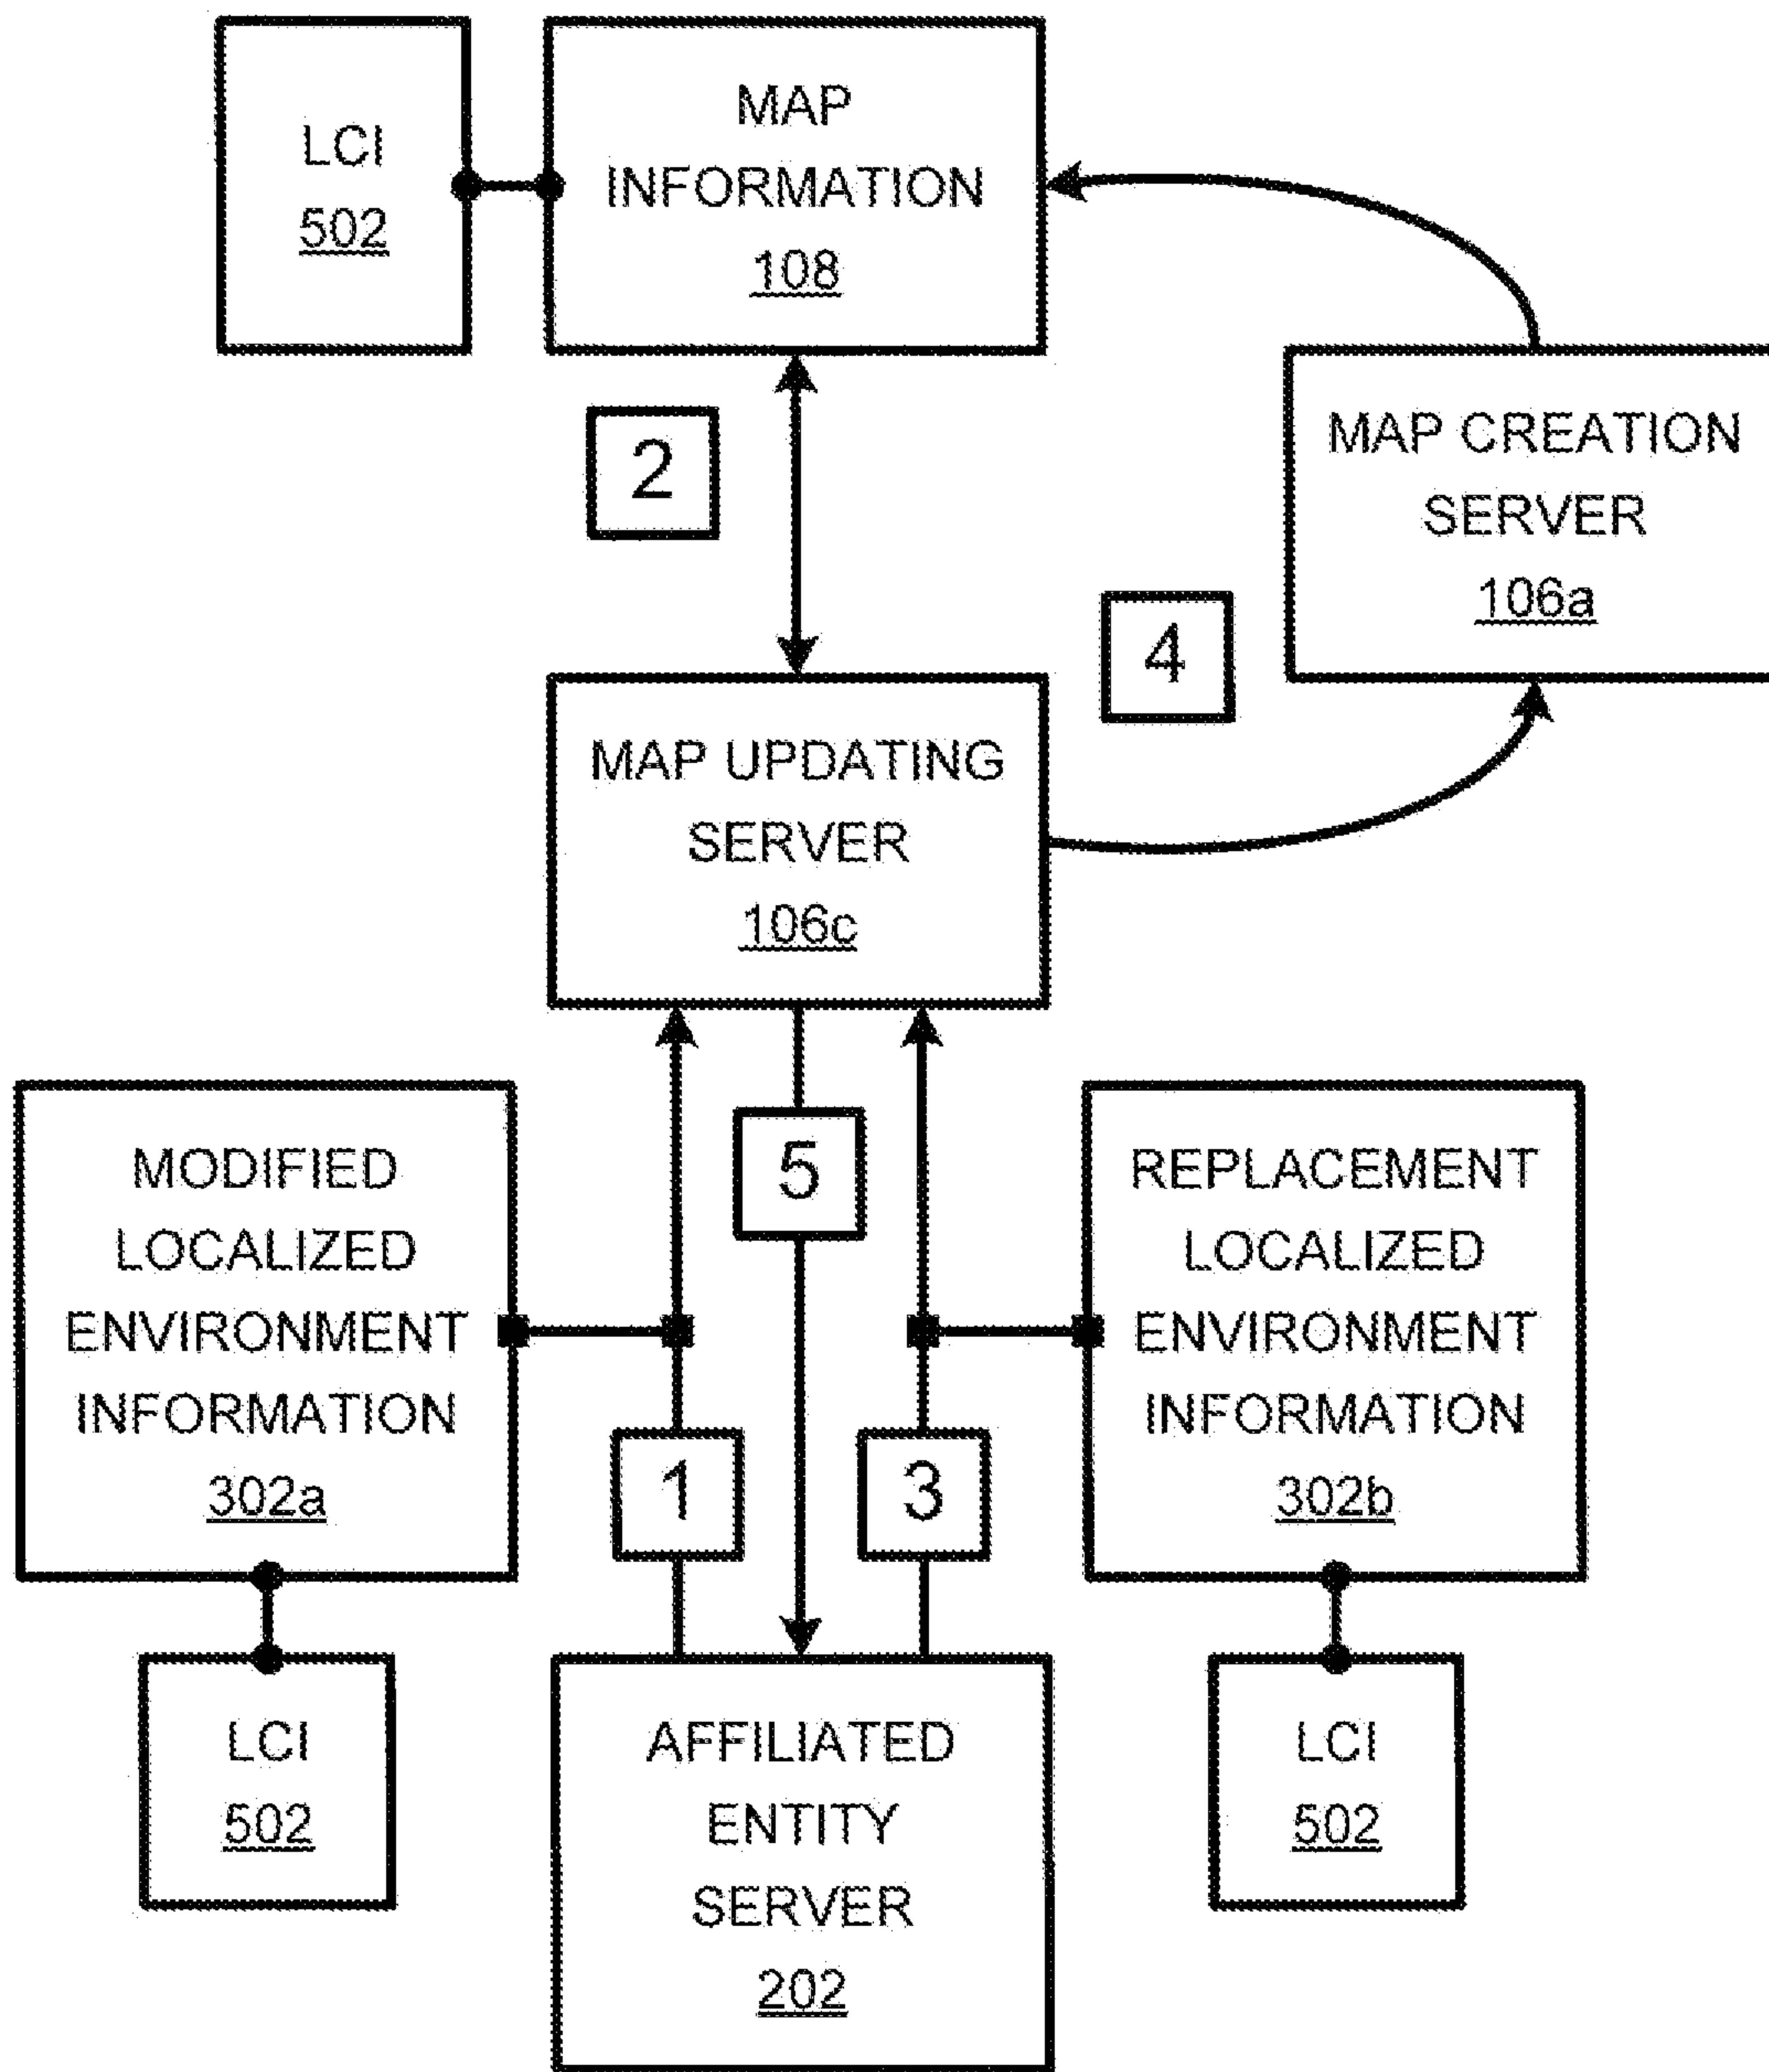 LCI
502
MAP
INFORMATION
108
MAP CREATION
SERVER
106a
2
4
MAP UPDATING
SERVER
106c
5
MODIFIED
LOCALIZED
ENVIRONMENT
INFORMATION
302a
REPLACEMENT
LOCALIZED
ENVIRONMENT
INFORMATION
302b
1
3
LCI
502
AFFILIATED
ENTITY
SERVER
202
LCI
502